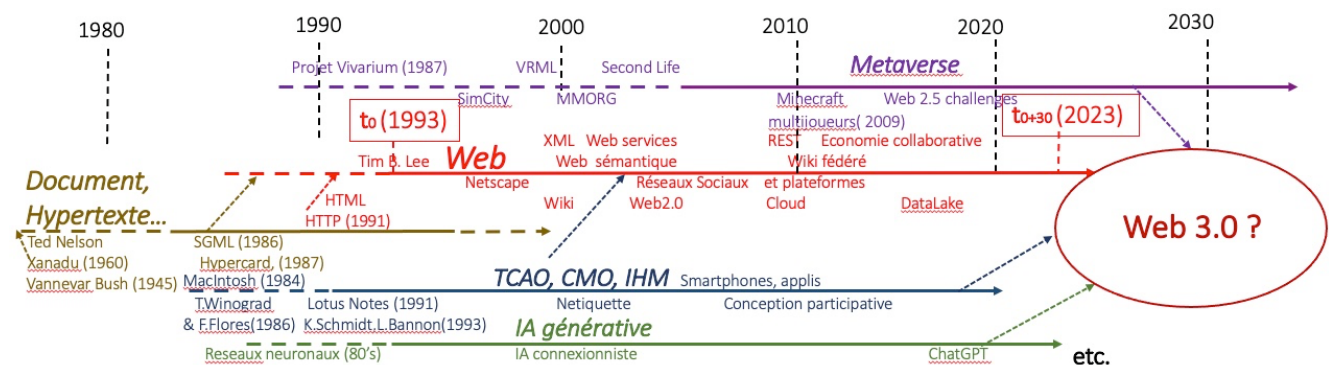 1980
1990
2000
2010
2020
2030
Projet Vivarium (1987)
VRML
Second Life
Metaverse
SimCity
MMORG
Minecraft
multijoueurs( 2009)
Web 2.5 challenges
t0 (1993)
t0+30 (2023)
XML
Web services
REST
Economie collaborative
Tim B. Lee
Web
Web sémantique
Wiki fédéré
Netscape
Réseaux Sociaux
et plateformes
Wiki
Web2.0
Cloud
DataLake
HTML
HTTP (1991)
Document,
Hypertexte...
Ted Nelson
Xanadu (1960)
Vannevar Bush (1945)
SGML (1986)
Hypercard, (1987)
MacIntosh (1984)
TCAO, CMO, IHM
Smartphones, applis
T.Winograd
& F.Flores(1986)
Lotus Notes (1991)
K.Schmidt,L.Bannon(1993)
Netiquette
Conception participative
IA générative
Reseaux neuronaux (80's)
IA connexionniste
ChatGPT
etc.
Web 3.0 ?